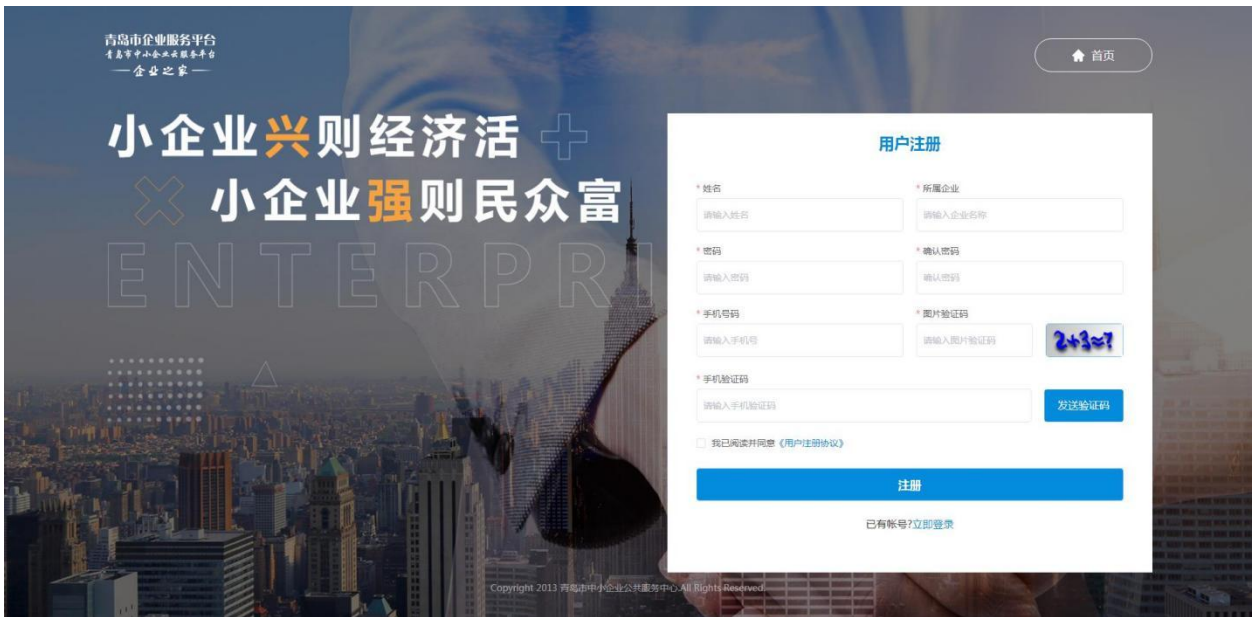 青岛市企业服务平台
青岛市中小企业云服务平台
企业之家
首页
小企业兴则经济活
小企业强则民众富
ENTERPRI
用户注册
* 姓名
* 所属企业
请输入姓名
请输入企业名称
* 密码
* 确认密码
请输入密码
确认密码
* 手机号码
* 图片验证码
请输入手机号
请输入图片验证码
2+3≈?
* 手机验证码
请输入手机验证码
发送验证码
我已阅读并同意《用户注册协议》
注册
已有帐号?立即登录
Copyright 2013 青岛市中小企业公共服务中心.All Rights Reserved.